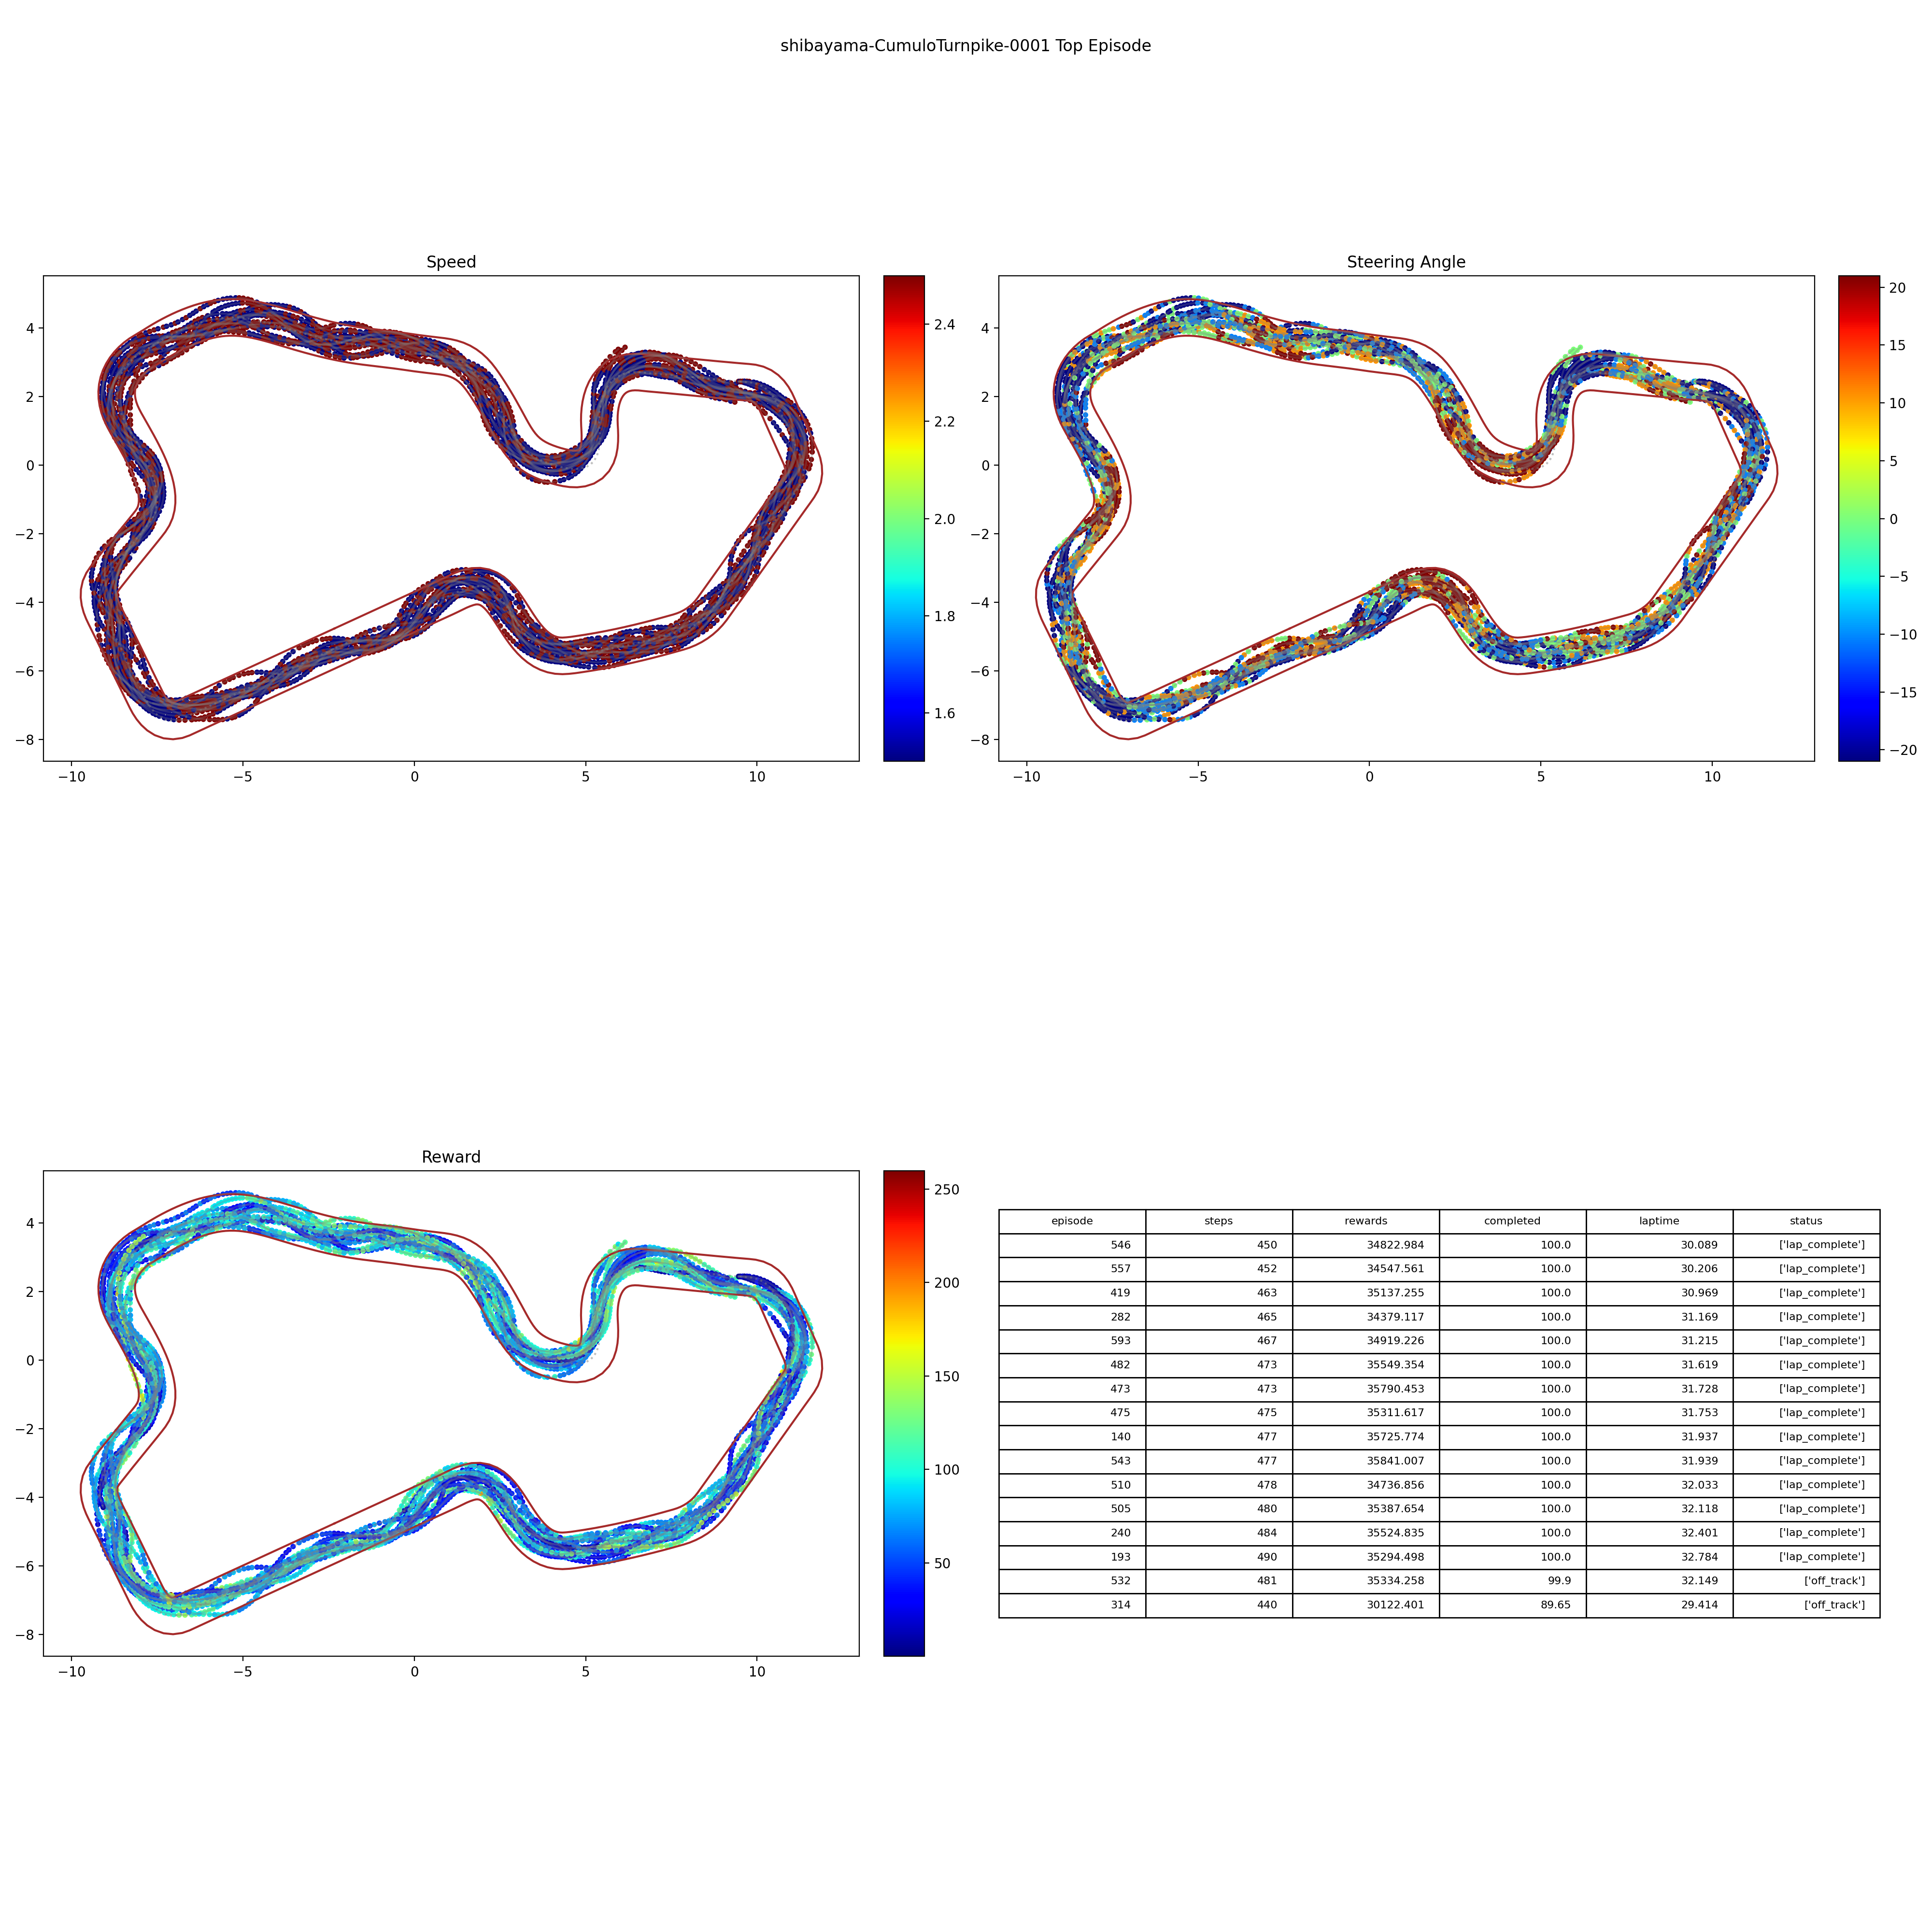 shibayama-CumuloTurnpike-0001 Top Episode
Speed
4
2
0
−2
−4
−6
−8
−10 −5 0 5 10
2.4
2.2
2.0
1.8
1.6
Steering Angle
4
2
0
−2
−4
−6
−8
−10 −5 0 5 10
20
15
10
5
0
−5
−10
−15
−20
Reward
4
2
0
−2
−4
−6
−8
−10 −5 0 5 10
250
200
150
100
50
episode steps rewards completed laptime status
546 450 34822.984 100.0 30.089 ['lap_complete']
557 452 34547.561 100.0 30.206 ['lap_complete']
419 463 35137.255 100.0 30.969 ['lap_complete']
282 465 34379.117 100.0 31.169 ['lap_complete']
593 467 34919.226 100.0 31.215 ['lap_complete']
482 473 35549.354 100.0 31.619 ['lap_complete']
473 473 35790.453 100.0 31.728 ['lap_complete']
475 475 35311.617 100.0 31.753 ['lap_complete']
140 477 35725.774 100.0 31.937 ['lap_complete']
543 477 35841.007 100.0 31.939 ['lap_complete']
510 478 34736.856 100.0 32.033 ['lap_complete']
505 480 35387.654 100.0 32.118 ['lap_complete']
240 484 35524.835 100.0 32.401 ['lap_complete']
193 490 35294.498 100.0 32.784 ['lap_complete']
532 481 35334.258 99.9 32.149 ['off_track']
314 440 30122.401 89.65 29.414 ['off_track']